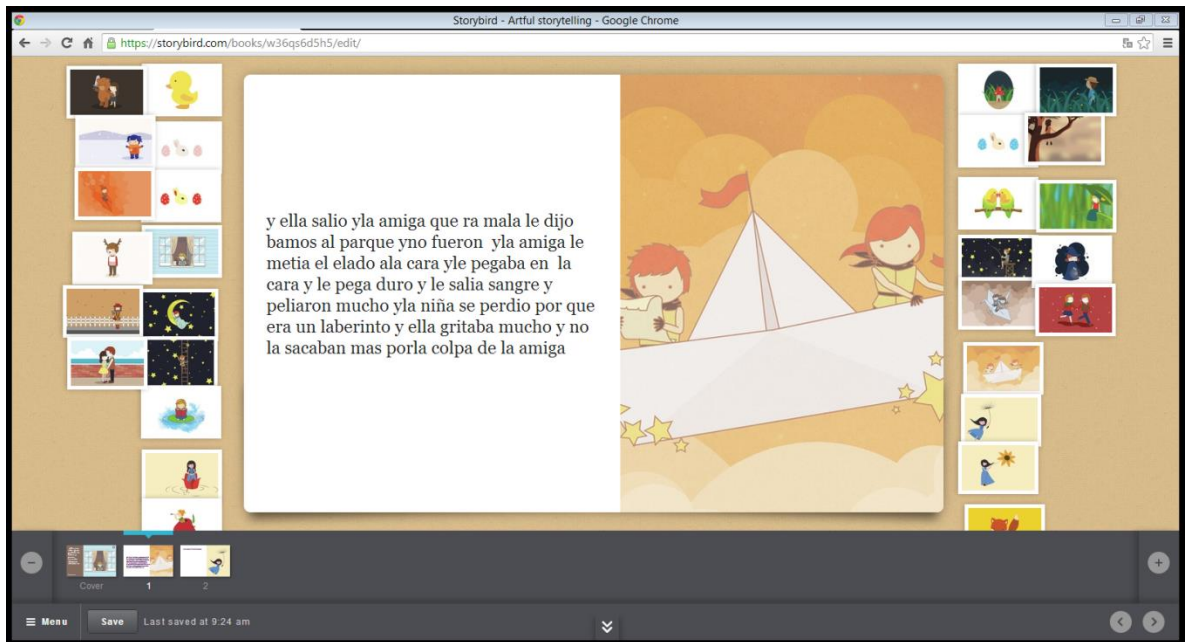 Storybird - Artful storytelling - Google Chrome
https://storybird.com/books/w36qs6d5h5/edit/
y ella salio yla amiga que ra mala le dijo
bamos al parque yno fueron yla amiga le
metia el elado ala cara yle pegaba en la
cara y le pega duro y le salia sangre y
peliaron mucho yla niña se perdio por que
era un laberinto y ella gritaba mucho y no
la sacaban mas porla colpa de la amiga
Cover
1
2
Menu
Save
Last saved at 9:24 am